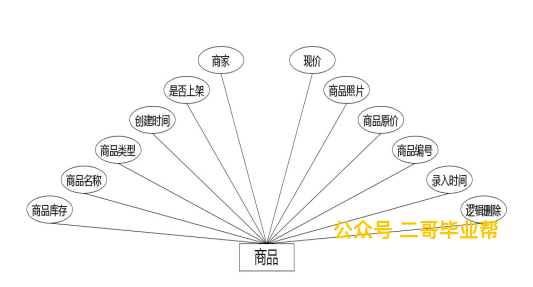 商家
现价
是否上架
商品照片
创建时间
商品原价
商品类型
商品编号
商品名称
录入时间
商品库存
逻辑删除
公众号 二哥毕业帮
商品